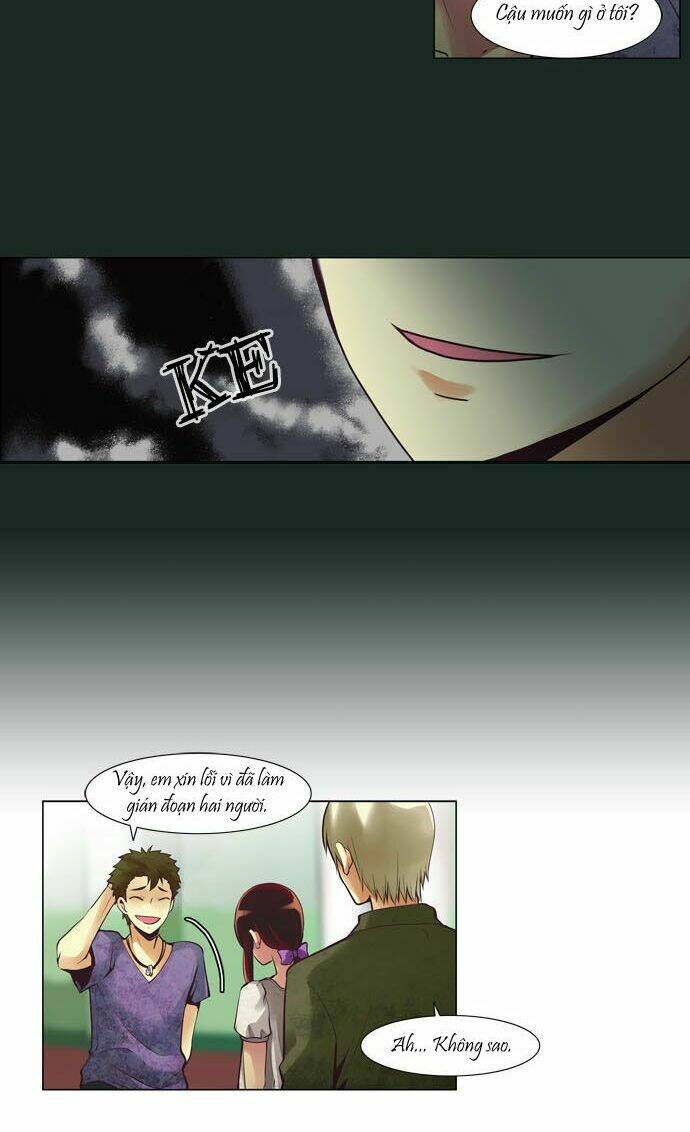 Cậu muốn gì ở tôi?
KE
Vậy, em xin lỗi vì đã làm
gián đoạn hai người.
Ah... Không sao.